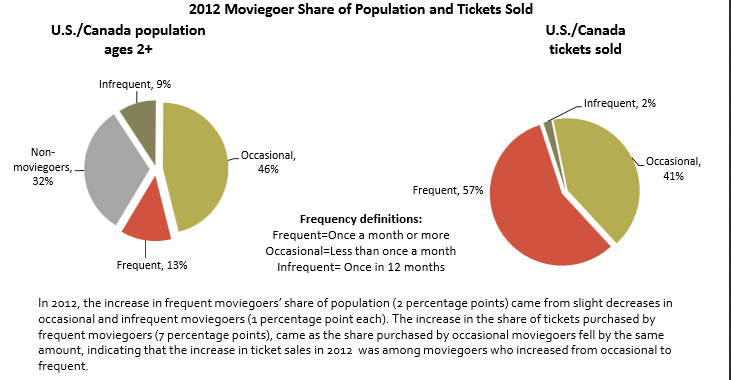 2012 Moviegoer Share of Population and Tickets Sold
U.S./Canada population
ages 2+
U.S./Canada
tickets sold
Infrequent, 9%
Occasional,
46%
Non-
moviegoers,
32%
Frequent, 13%
Infrequent, 2%
Occasional,
41%
Frequent, 57%
Frequency definitions:
Frequent=Once a month or more
Occasional=Less than once a month
Infrequent= Once in 12 months
In 2012, the increase in frequent moviegoers’ share of population (2 percentage points) came from slight decreases in
occasional and infrequent moviegoers (1 percentage point each). The increase in the share of tickets purchased by
frequent moviegoers (7 percentage points), came as the share purchased by occasional moviegoers fell by the same
amount, indicating that the increase in ticket sales in 2012 was among moviegoers who increased from occasional to
frequent.